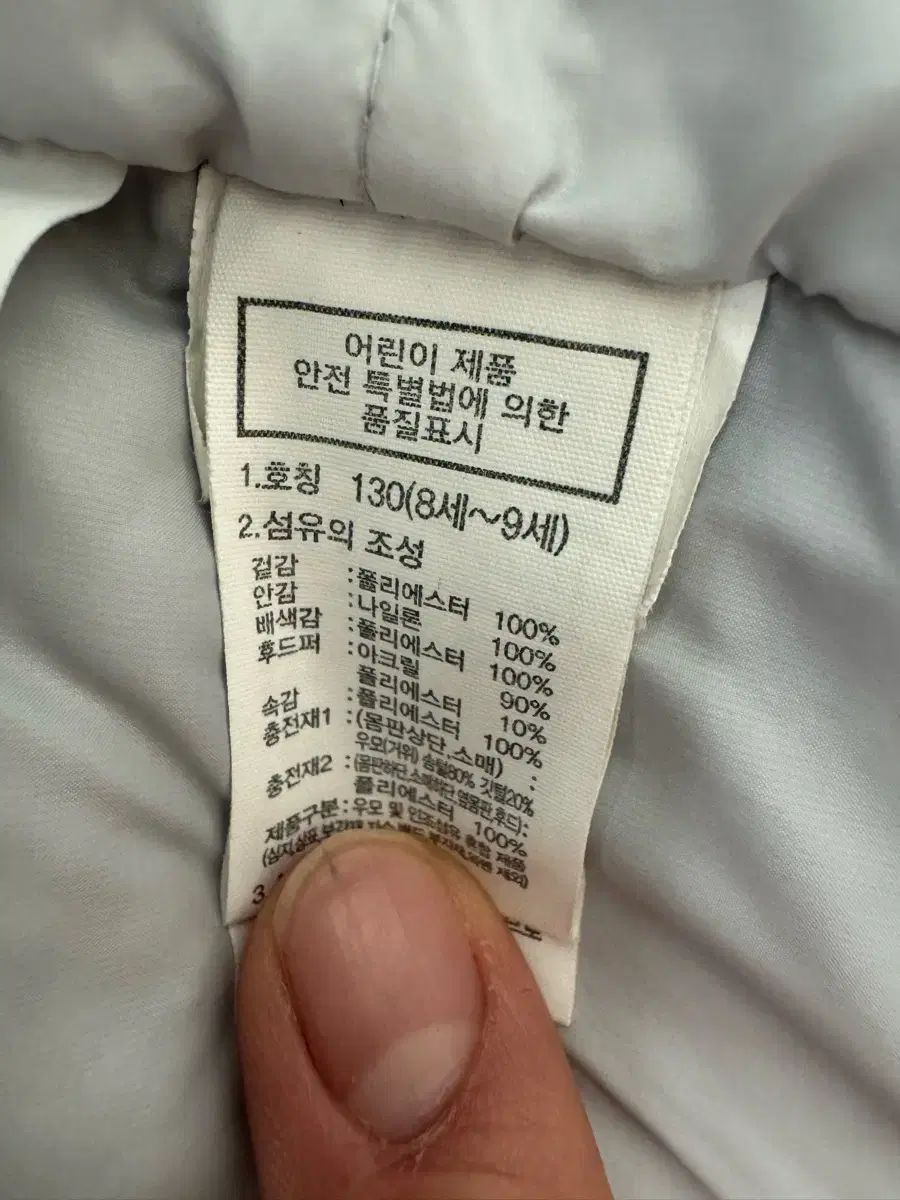 어린이 제품
안전 특별법에 의한
품질표시
1.호칭 130(8세~9세)
2.섬유의 조성
겉감 :폴리에스터 100%
안감 :나일론 100%
배색감 :폴리에스터 100%
후드퍼 :아크릴 90%
폴리에스터 10%
속감 :폴리에스터 100%
충전재1 :(몸판상단,소매) :
우모(거위) 솜털80% 깃털20%
충전재2 :(몸판하단,소매하단,옆몸판,후드):
폴리에스터 100%
제품구분:우모 및 인조섬유 혼합 제품
제외)
3.